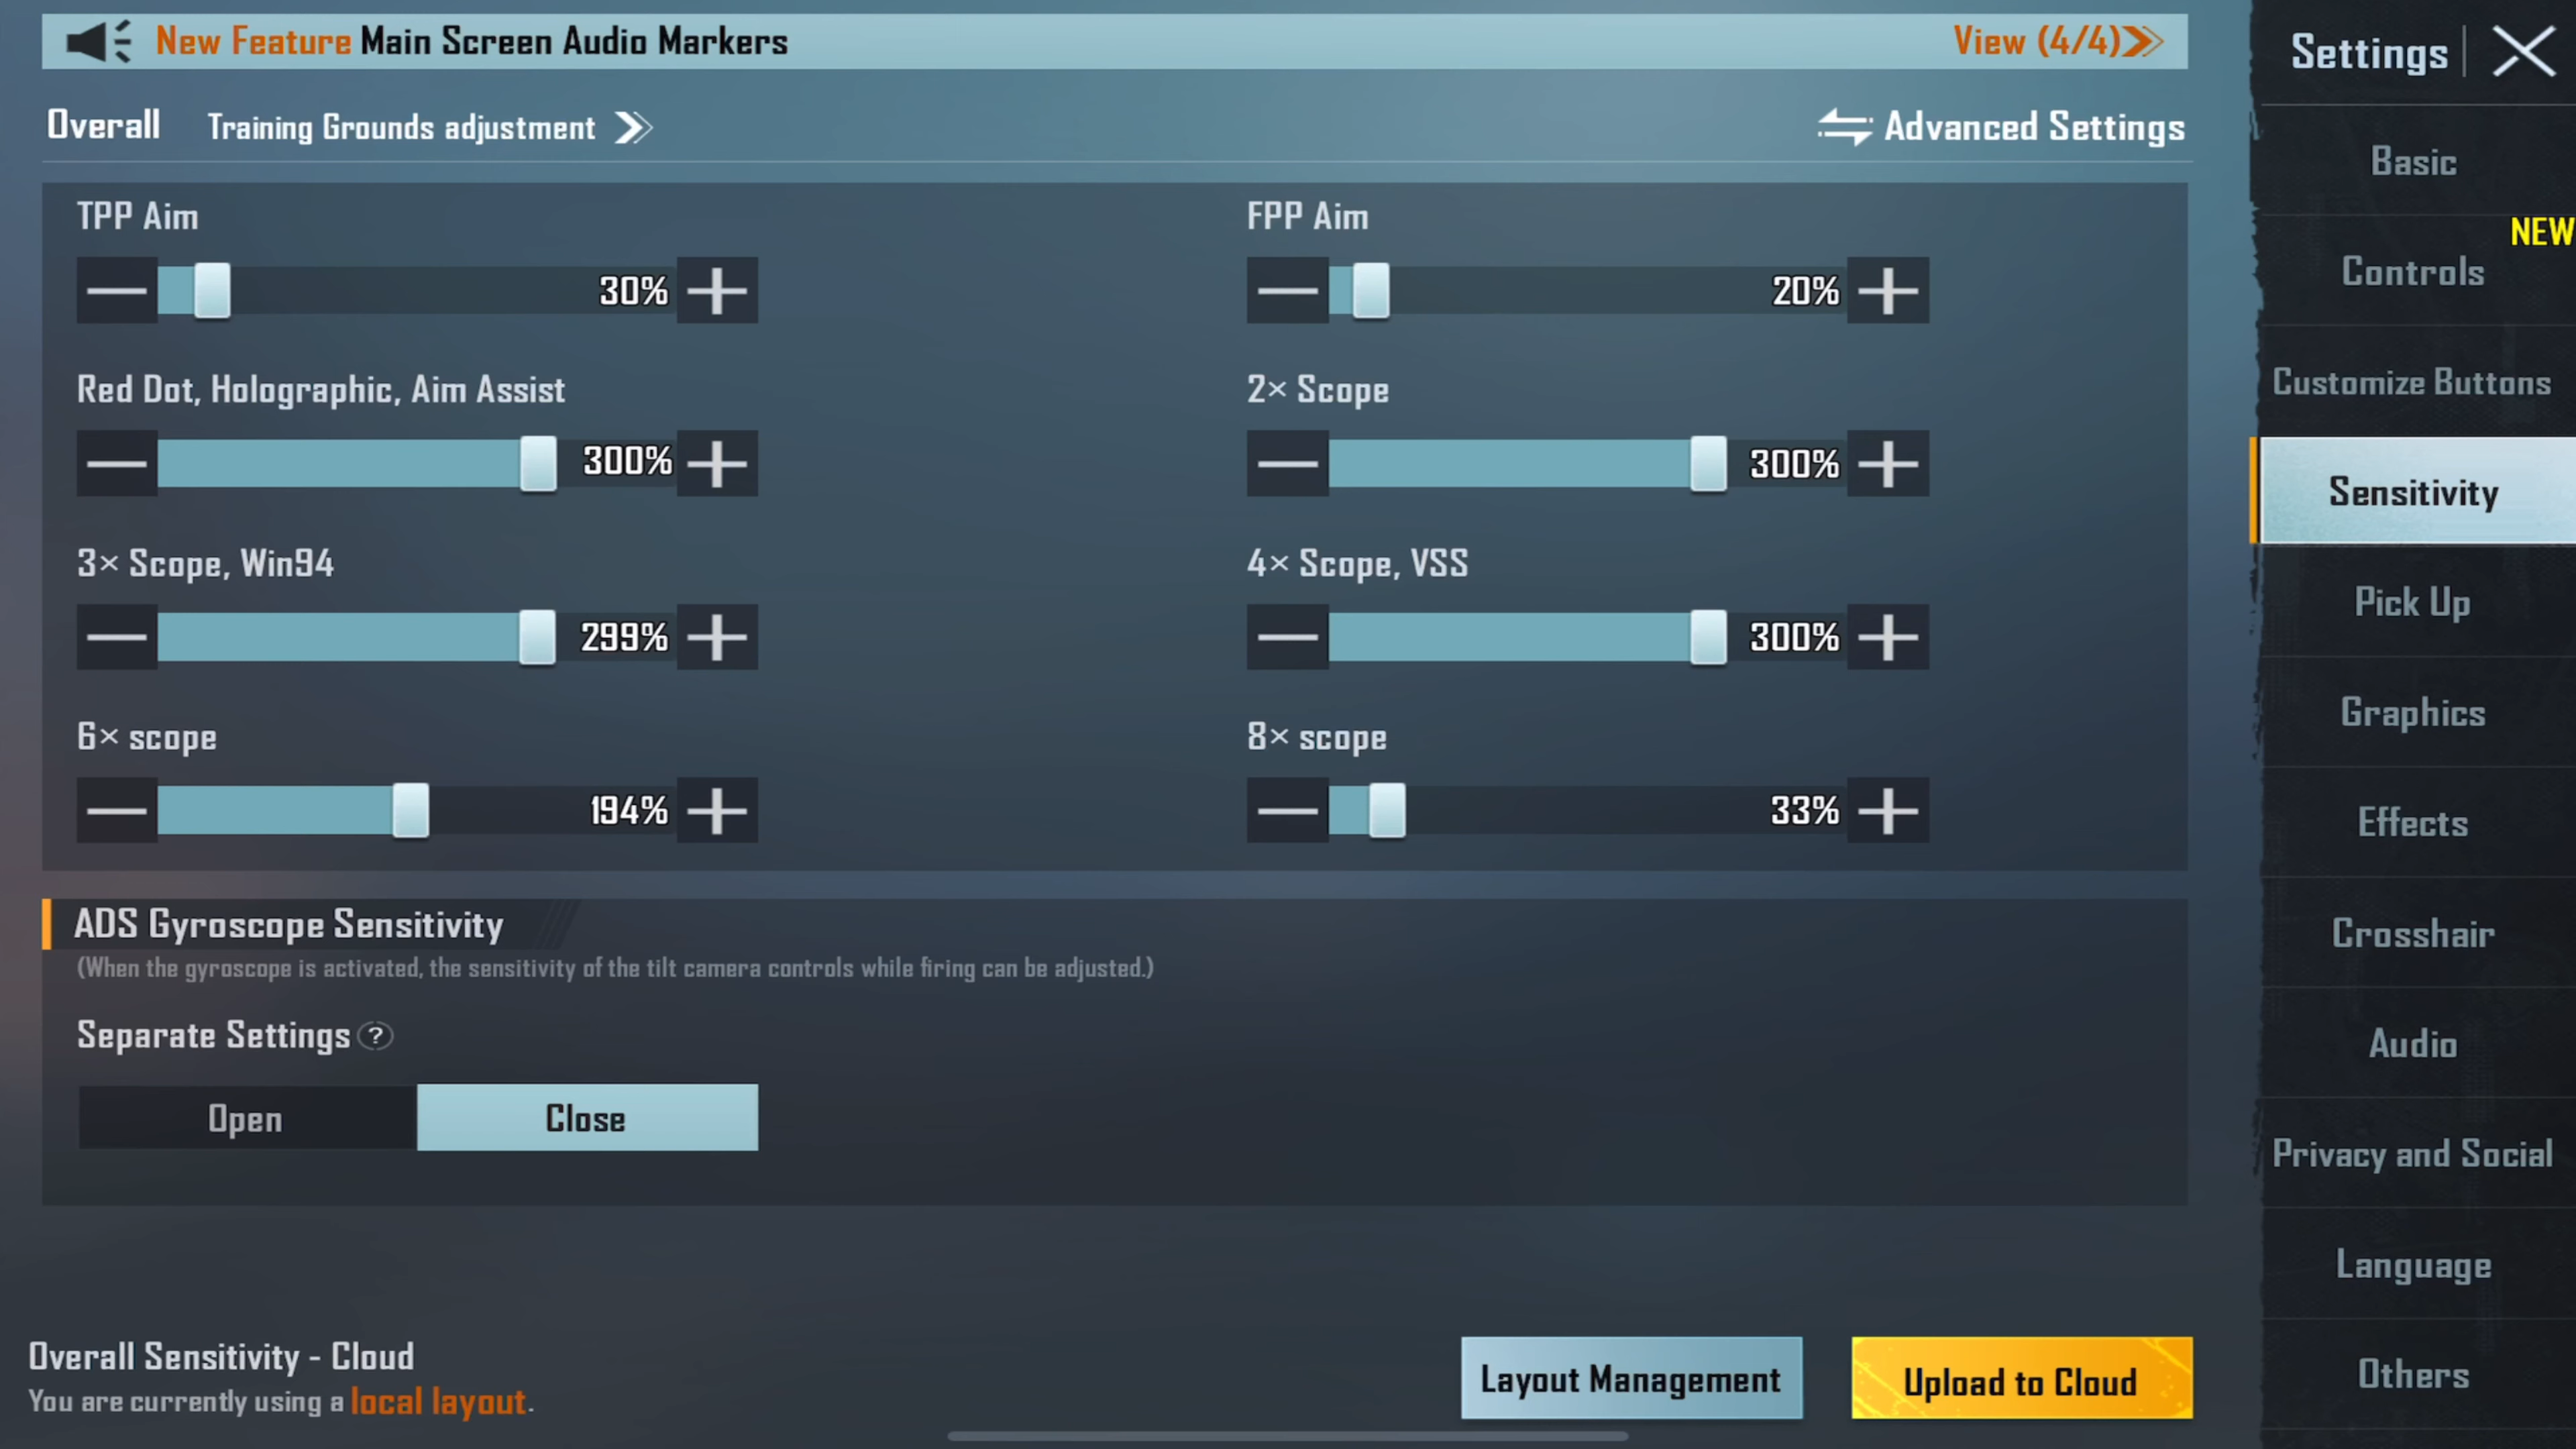 New Feature Main Screen Audio Markers View (4/4)
Settings
Overall Training Grounds adjustment Advanced Settings
TPP Aim
30%
FPP Aim
20%
Red Dot, Holographic, Aim Assist
300%
2× Scope
300%
3× Scope, Win94
299%
4× Scope, VSS
300%
6× scope
194%
8× scope
33%
ADS Gyroscope Sensitivity
(When the gyroscope is activated, the sensitivity of the tilt camera controls while firing can be adjusted.)
Separate Settings ?
Open Close
Overall Sensitivity - Cloud
You are currently using a local layout.
Layout Management
Upload to Cloud
Basic
NEW
Controls
Customize Buttons
Sensitivity
Pick Up
Graphics
Effects
Crosshair
Audio
Privacy and Social
Language
Others